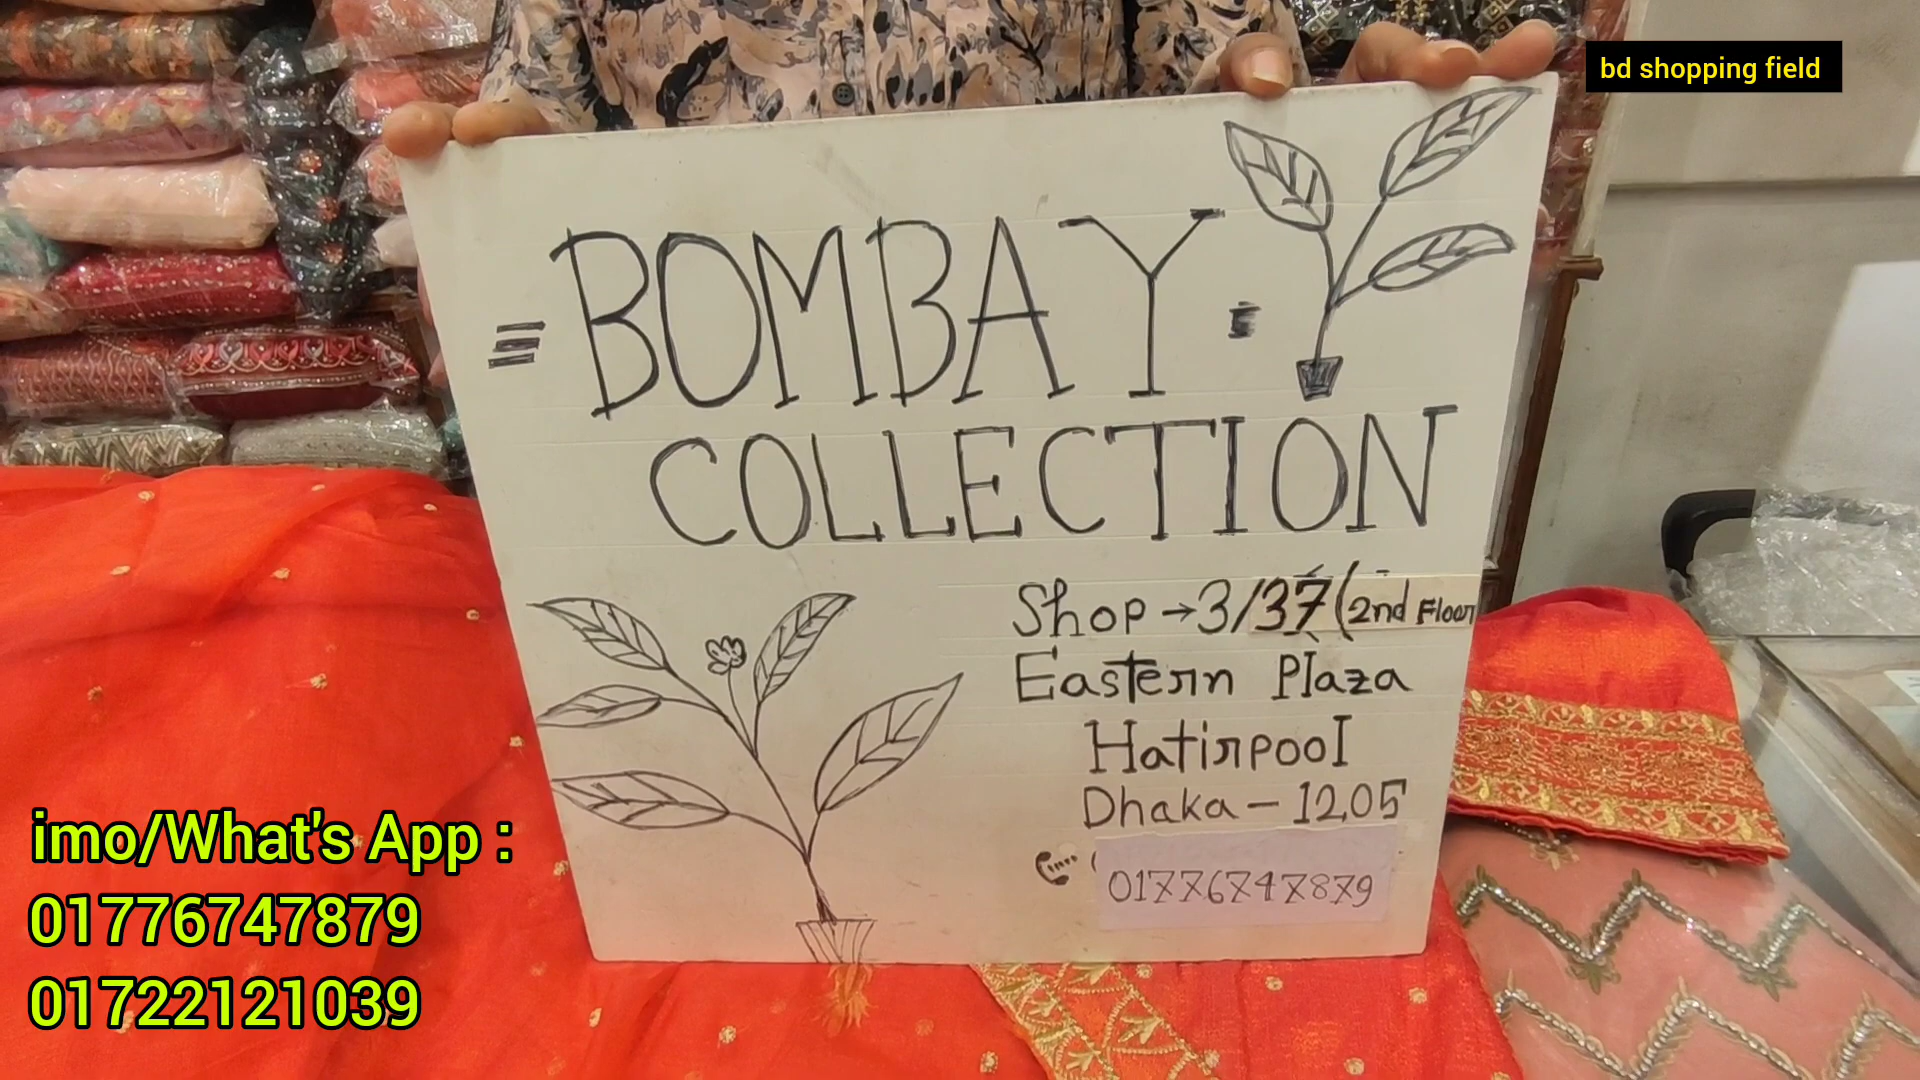 bd shopping field
BOMBAY
COLLECTION
Shop → 3/37 (2nd Floor
Eastern Plaza
Hatirpool
Dhaka - 1205
01776747879
imo/What's App :
01776747879
01722121039